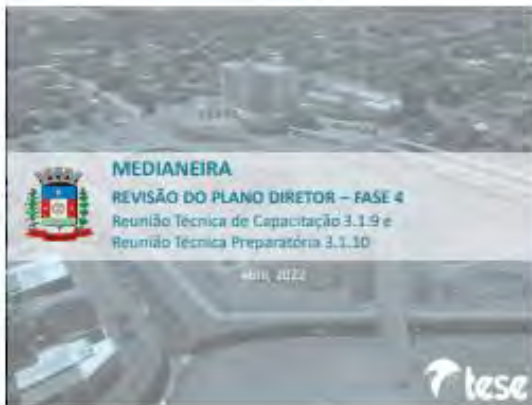 MEDIANEIRA
REVISÃO DO PLANO DIRETOR – FASE 4
Reunião Técnica de Capacitação 3.1.9 e
Reunião Técnica Preparatória 3.1.10
abril, 2022
tese